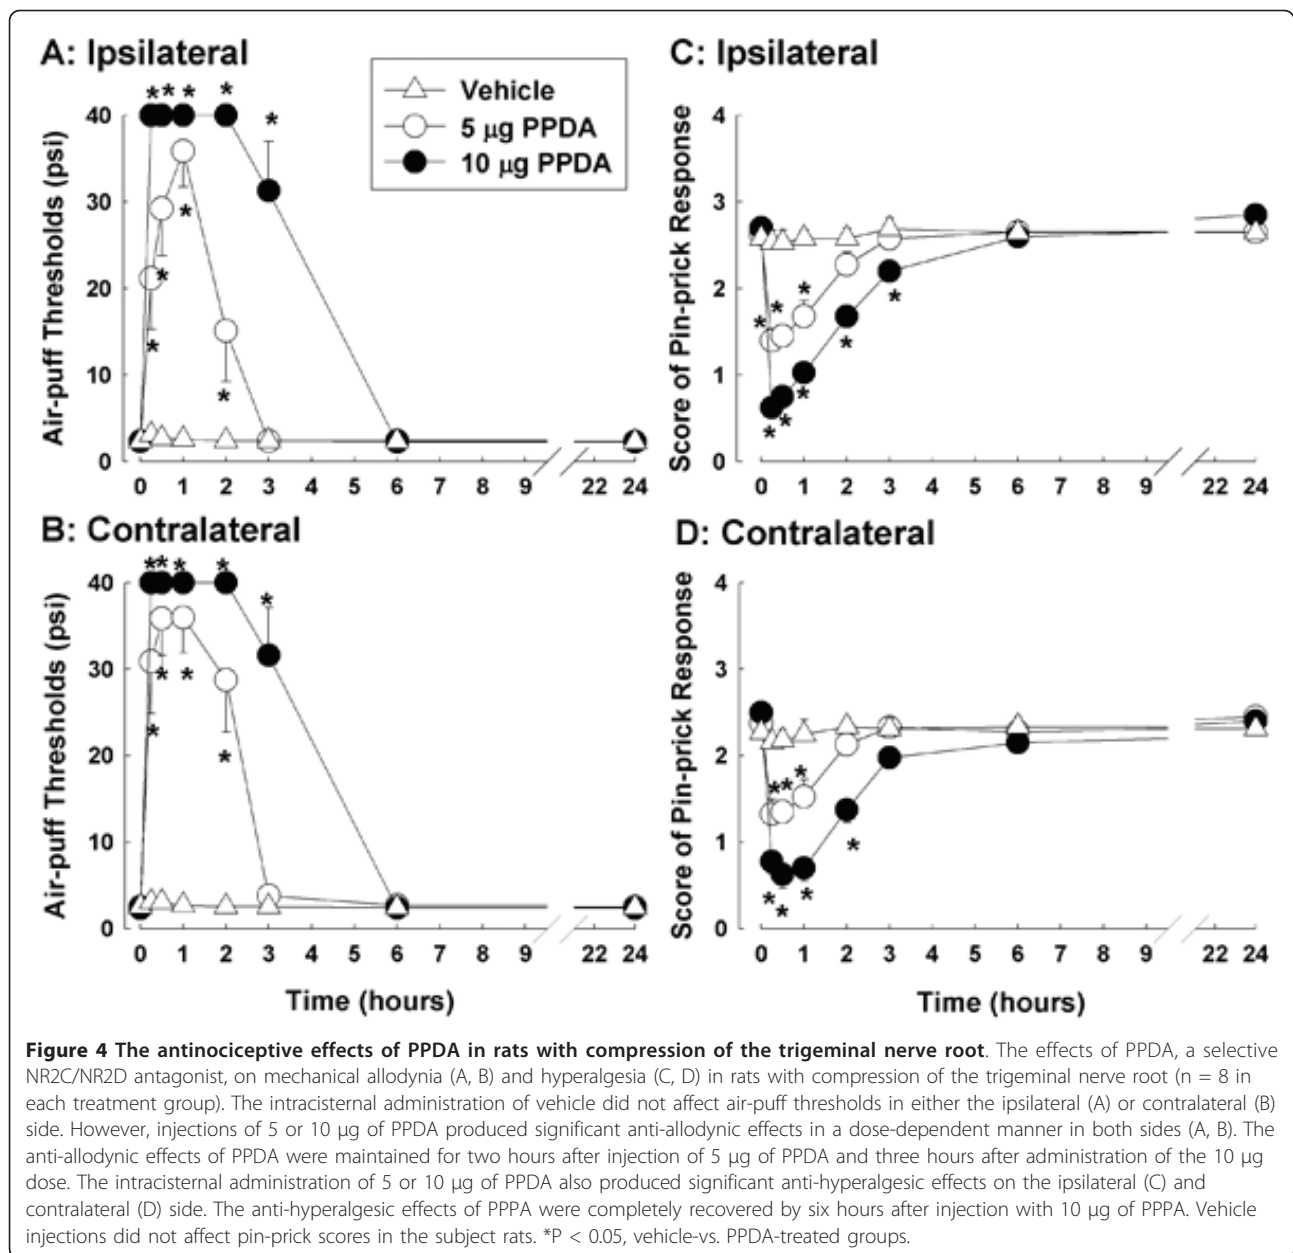 A: Ipsilateral
Vehicle
5 μg PPDA
10 μg PPDA
Air-puff Thresholds (psi)
40
30
20
10
0
0 1 2 3 6 7 8 9 22 24
* * * * *
* * * *
C: Ipsilateral
Score of Pin-prick Response
4
3
2
1
0
0 1 2 3 6 7 8 9 22 24
* * *
* * * * *
B: Contralateral
Air-puff Thresholds (psi)
40
30
20
10
0
0 1 2 3 6 7 8 9 22 24
Time (hours)
* * * * *
* * * *
D: Contralateral
Score of Pin-prick Response
4
3
2
1
0
0 1 2 3 6 7 8 9 22 24
Time (hours)
* * *
* * * *
Figure 4 The antinociceptive effects of PPDA in rats with compression of the trigeminal nerve root. The effects of PPDA, a selective
NR2C/NR2D antagonist, on mechanical allodynia (A, B) and hyperalgesia (C, D) in rats with compression of the trigeminal nerve root (n = 8 in
each treatment group). The intracisternal administration of vehicle did not affect air-puff thresholds in either the ipsilateral (A) or contralateral (B)
side. However, injections of 5 or 10 μg of PPDA produced significant anti-allodynic effects in a dose-dependent manner in both sides (A, B). The
anti-allodynic effects of PPDA were maintained for two hours after injection of 5 μg of PPDA and three hours after administration of the 10 μg
dose. The intracisternal administration of 5 or 10 μg of PPDA also produced significant anti-hyperalgesic effects on the ipsilateral (C) and
contralateral (D) side. The anti-hyperalgesic effects of PPPA were completely recovered by six hours after injection with 10 μg of PPPA. Vehicle
injections did not affect pin-prick scores in the subject rats. *P < 0.05, vehicle-vs. PPDA-treated groups.